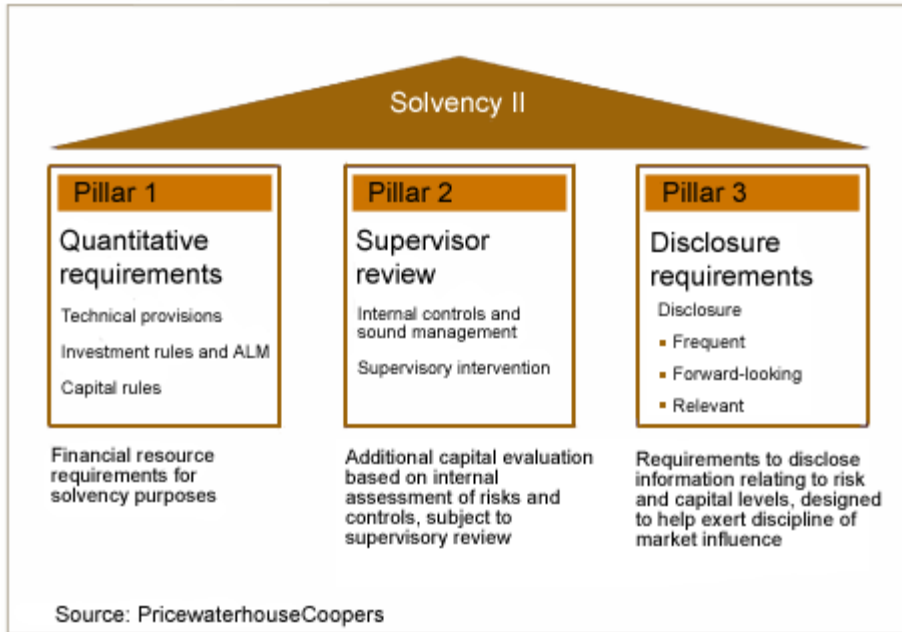 Solvency II
Pillar 1
Quantitative
requirements
Technical provisions
Investment rules and ALM
Capital rules
Financial resource
requirements for
solvency purposes
Pillar 2
Supervisor
review
Internal controls and
sound management
Supervisory intervention
Additional capital evaluation
based on internal
assessment of risks and
controls, subject to
supervisory review
Pillar 3
Disclosure
requirements
Disclosure
▪ Frequent
▪ Forward-looking
▪ Relevant
Requirements to disclose
information relating to risk
and capital levels, designed
to help exert discipline of
market influence
Source: PricewaterhouseCoopers